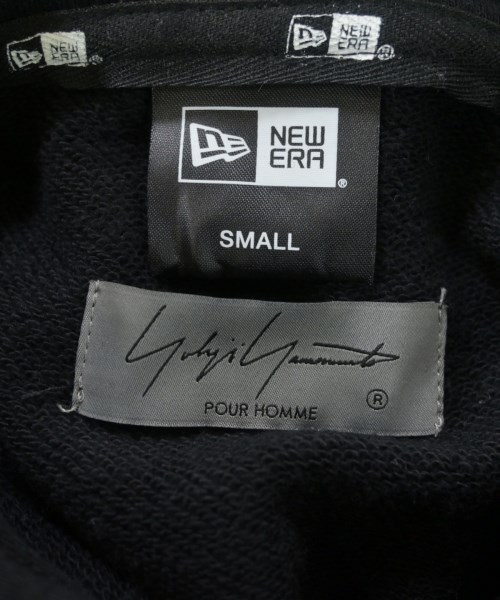 NEW
ERA
NEW
ERA®
NEW
ERA®
SMALL
Yohji Yamamoto
®
POUR HOMME